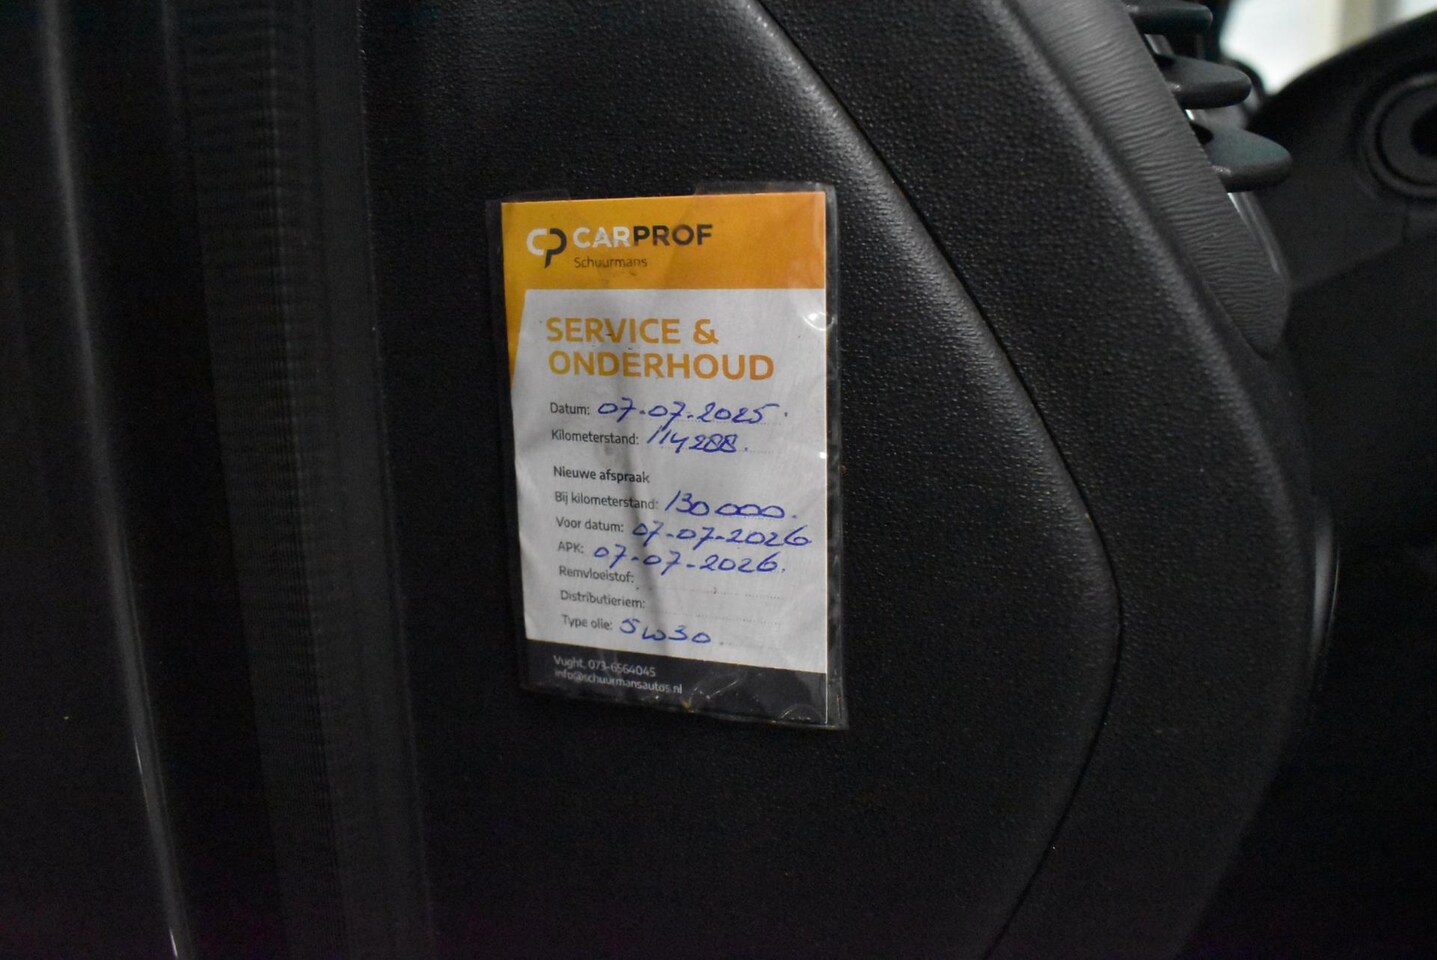 CP CARPROF
Schuurmans
SERVICE &
ONDERHOUD
Datum: 07-07-2025.
Kilometerstand: 114288.
Nieuwe afspraak
Bij kilometerstand: 130000.
Voor datum: 07-07-2026
APK: 07-07-2026.
Remvloeistof:
Distributieriem:
Type olie: 5w30
Vught, 073-6564045
info@schuurmansautos.nl